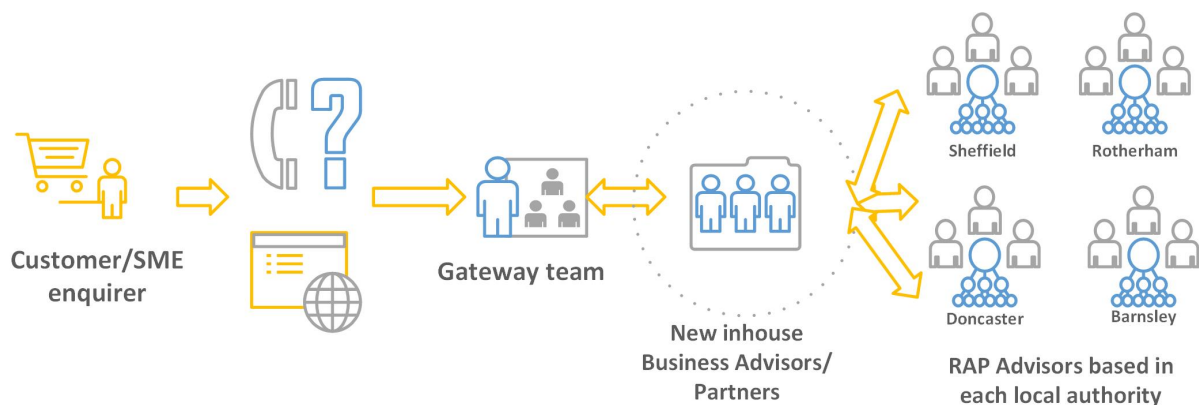 Customer/SME
enquirer
Gateway team
New inhouse
Business Advisors/
Partners
Sheffield
Rotherham
Doncaster
Barnsley
RAP Advisors based in
each local authority